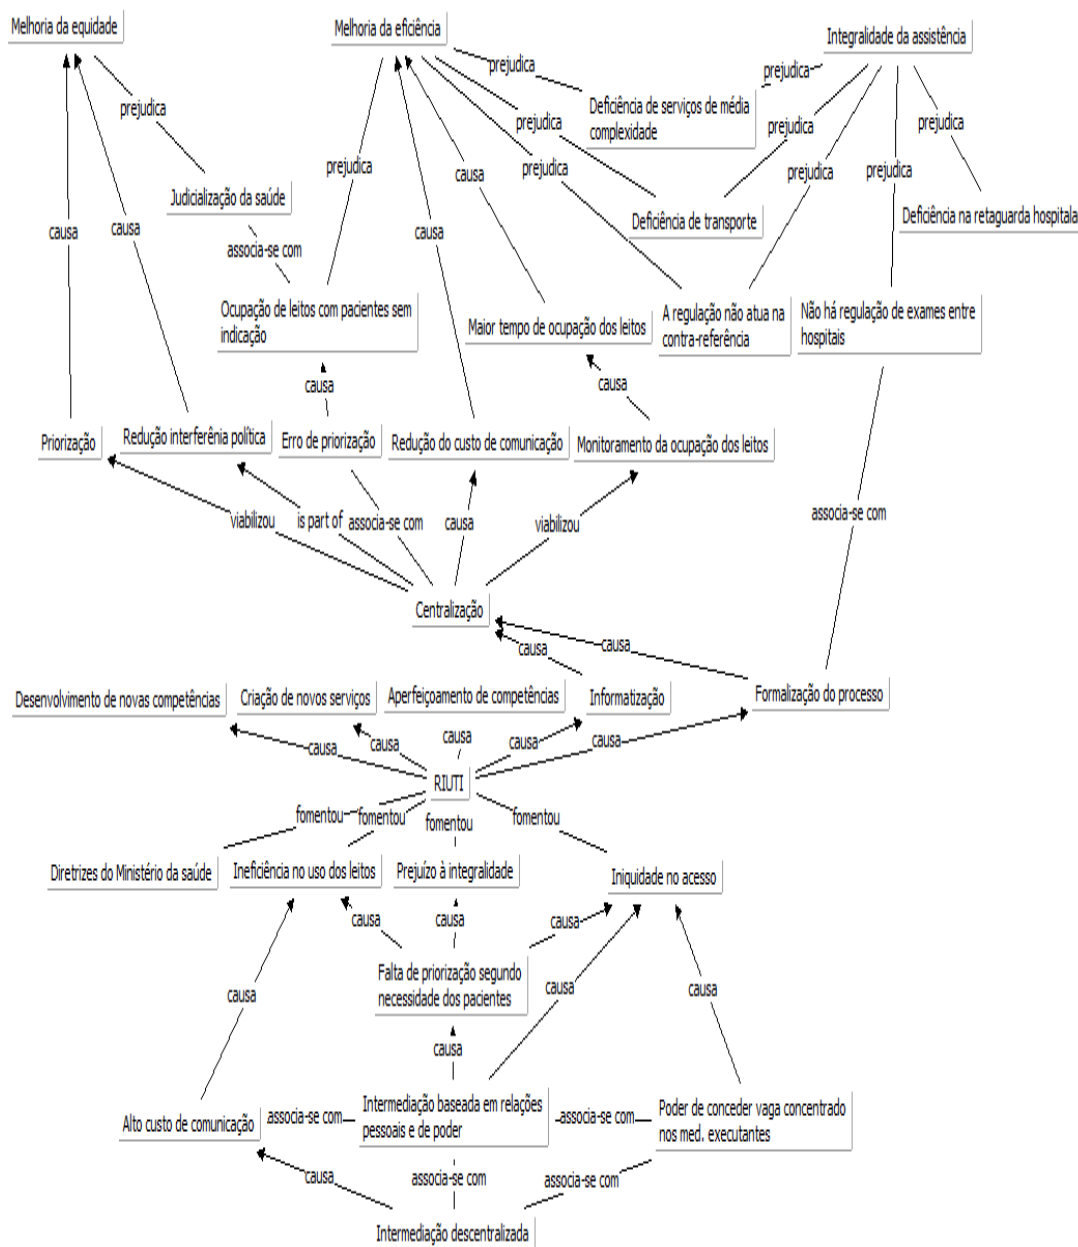 Melhoria da equidade
Melhoria da eficiência
Integralidade da assistência
prejudica
prejudica
prejudica
Deficiência de serviços de média
complexidade
prejudica
prejudica
prejudica
prejudica
prejudica
prejudica
causa
prejudica
prejudica
Judicialização da saúde
Deficiência de transporte
Deficiência na retaguarda hospitala
causa
causa
causa
associa-se com
Ocupação de leitos com pacientes sem
indicação
Maior tempo de ocupação dos leitos
A regulação não atua na
contra-referência
Não há regulação de exames entre
hospitais
causa
causa
Priorização
Redução interferênia política
Erro de priorização
Redução do custo de comunicação
Monitoramento da ocupação dos leitos
viabilizou
is part of
associa-se com
causa
viabilizou
associa-se com
Centralização
causa
causa
Desenvolvimento de novas competências
Criação de novos serviços
Aperfeiçoamento de competências
Informatização
Formalização do processo
causa
causa
causa
causa
causa
RIUTI
fomentou
fomentou
fomentou
fomentou
Diretrizes do Ministério da saúde
Ineficiência no uso dos leitos
Prejuízo à integralidade
Iniquidade no acesso
causa
causa
causa
Falta de priorização segundo
necessidade dos pacientes
causa
causa
causa
causa
Alto custo de comunicação
associa-se com
Intermediação baseada em relações
pessoais e de poder
associa-se com
Poder de conceder vaga concentrado
nos med. executantes
causa
associa-se com
associa-se com
Intermediação descentralizada